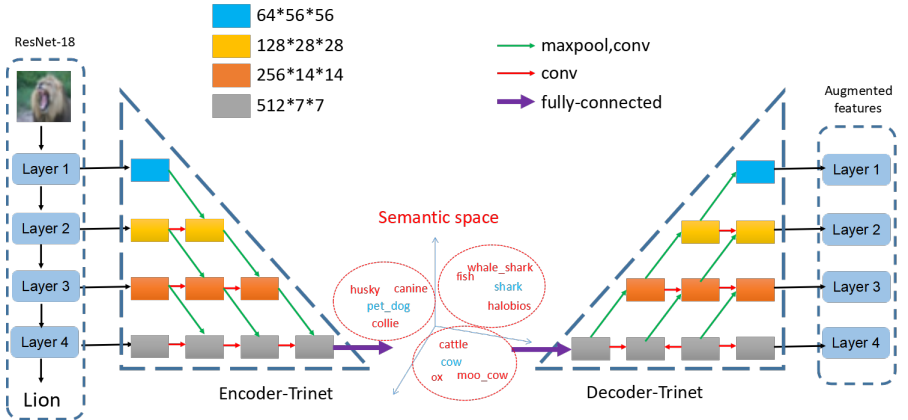 64*56*56
128*28*28
256*14*14
512*7*7
maxpool,conv
conv
fully-connected
ResNet-18
Layer 1
Layer 2
Layer 3
Layer 4
Lion
Encoder-Trinet
Semantic space
husky
canine
pet_dog
collie
whale_shark
fish
shark
halobios
cattle
cow
ox
moo_cow
Decoder-Trinet
Augmented
features
Layer 1
Layer 2
Layer 3
Layer 4